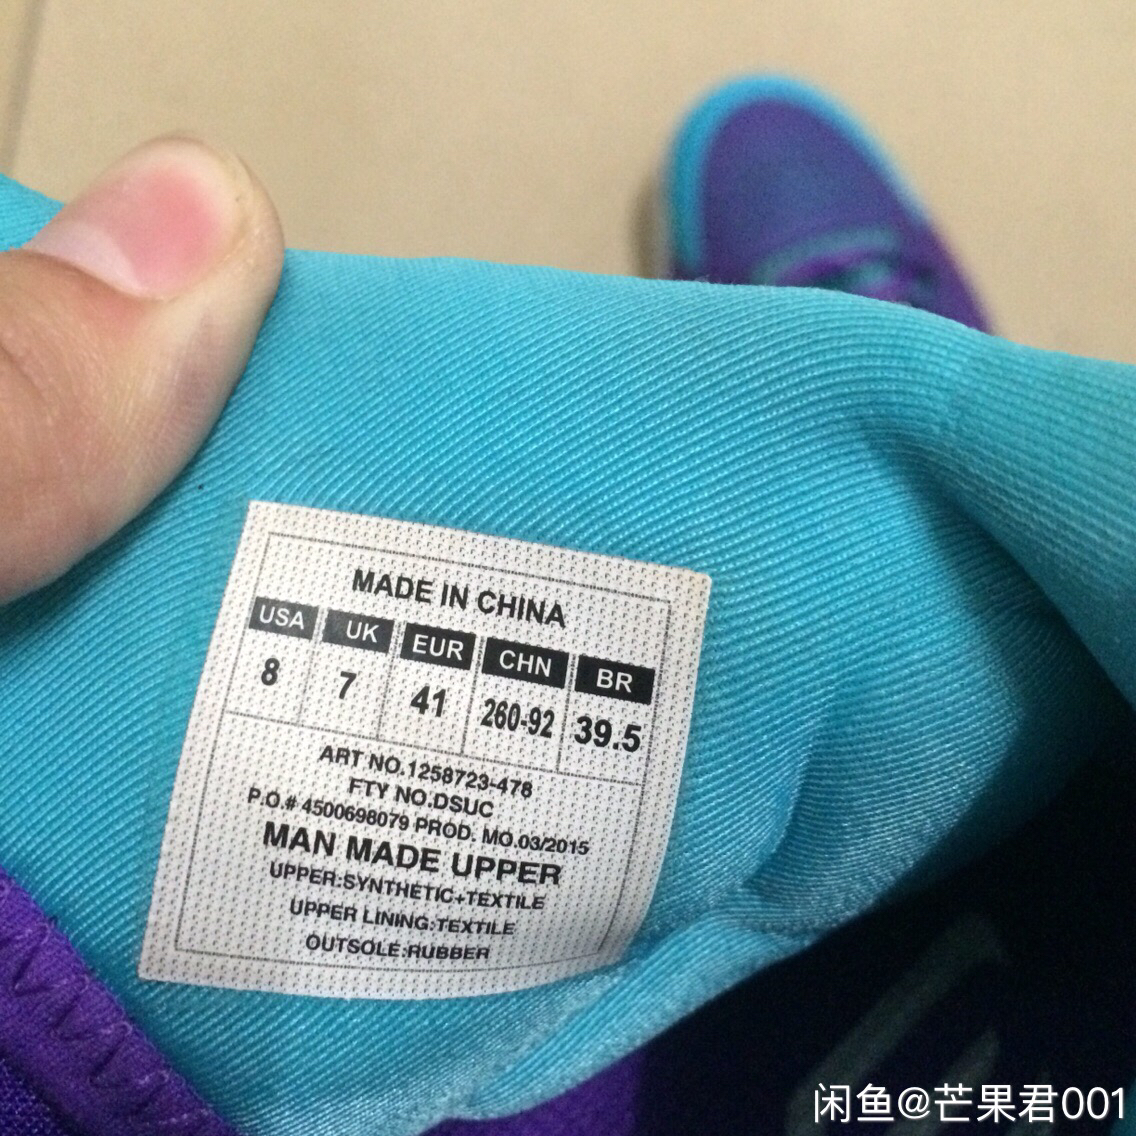 MADE IN CHINA
USA UK EUR CHN BR
8 7 41 260-92 39.5
ART NO.1258723-478
FTY NO.DSUC
P.O.# 4500698079 PROD. MO.03/2015
MAN MADE UPPER
UPPER:SYNTHETIC+TEXTILE
UPPER LINING:TEXTILE
OUTSOLE:RUBBER
闲鱼@芒果君001